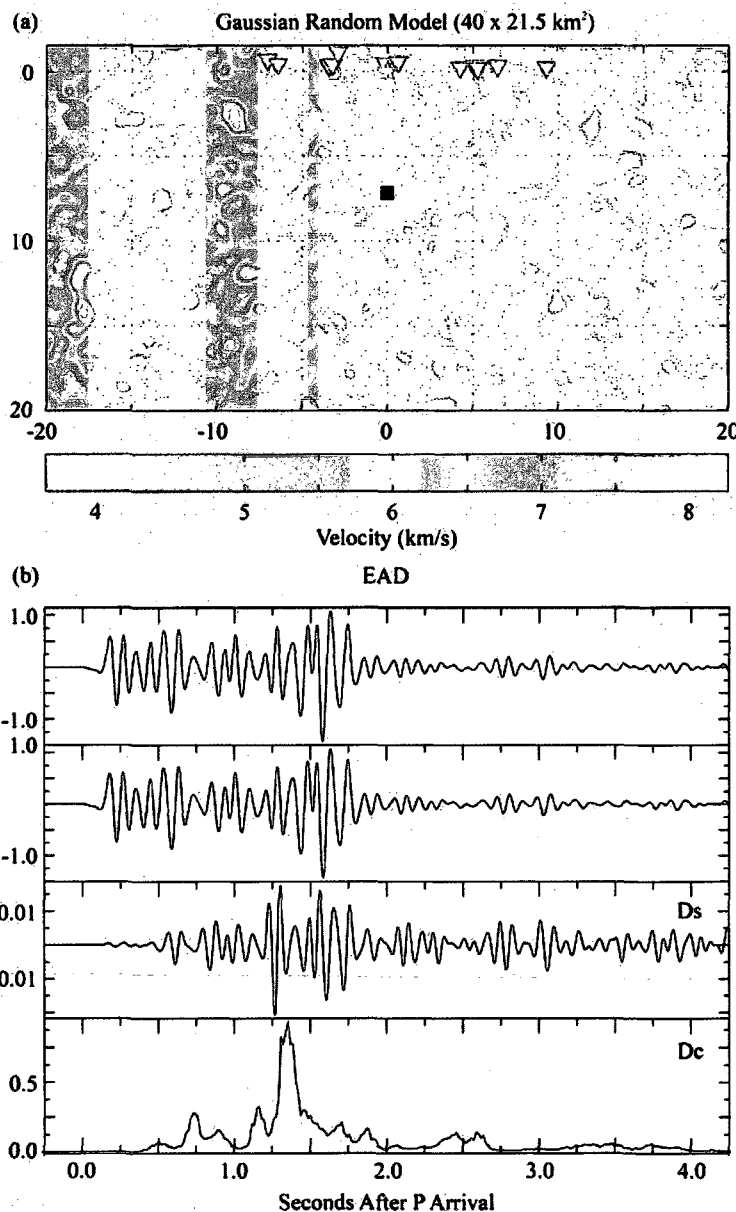 (a) Gaussian Random Model (40 x 21.5 km²)
0
10
20
-20 -10 0 10 20
4 5 6 7 8
Velocity (km/s)
(b) EAD
1.0
-1.0
1.0
-1.0
0.01 Ds
0.01
0.5 Dc
0.0
0.0 1.0 2.0 3.0 4.0
Seconds After P Arrival